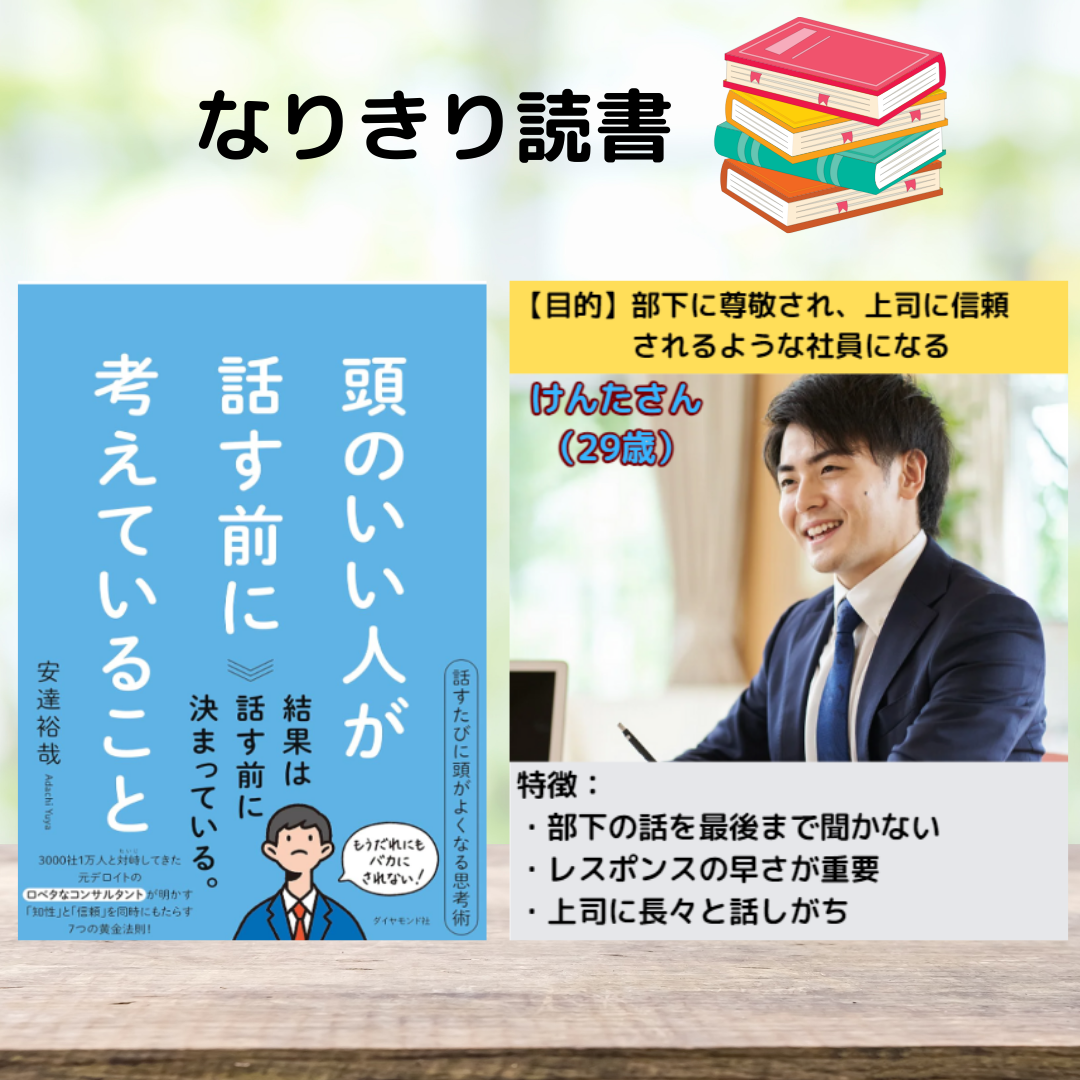 なりきり読書
頭のいい人が
話す前に
考えていること
結果は
話す前に
決まっている。
話すたびに頭がよくなる思考術
安達裕哉
Adachi Yuya
3000社1万人と対峙してきた
たいじ
元デロイトの
ロベタなコンサルタントが明かす
「知性」と「信頼」を同時にもたらす
7つの黄金法則!
もうだれにも
バカに
されない!
ダイヤモンド社
【目的】部下に尊敬され、上司に信頼
されるような社員になる
けんたさん
(29歳)
特徴:
・部下の話を最後まで聞かない
・レスポンスの早さが重要
・上司に長々と話しがち